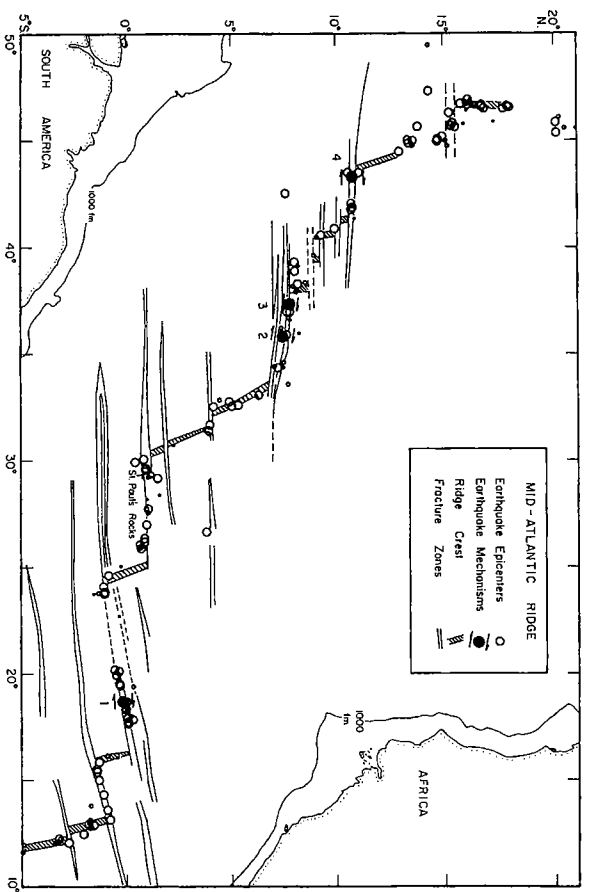 20°
N.
15°
10°
5°
0°
5°S
50°
40°
30°
20°
10°
SOUTH AMERICA
1000 fm
AFRICA
1000
fm
4
3
2
1
St. Paul's Rocks
MID-ATLANTIC RIDGE
Earthquake Epicenters
Earthquake Mechanisms
Ridge Crest
Fracture Zones